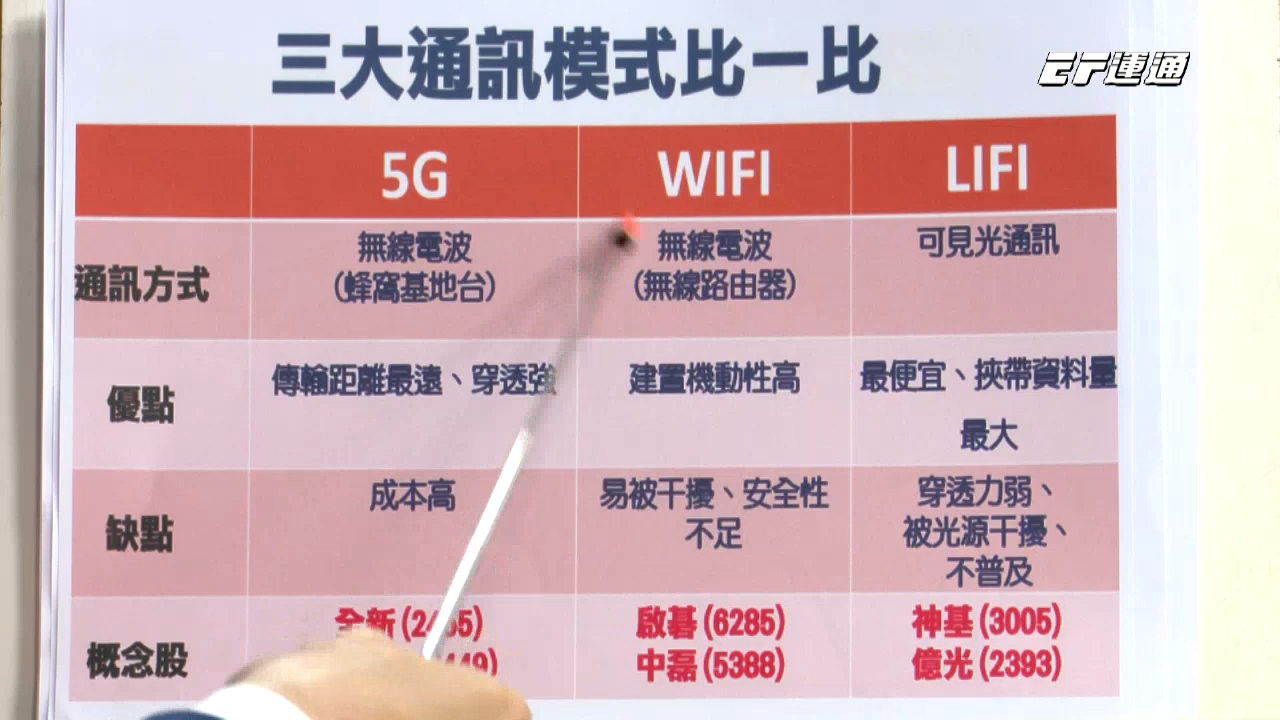 三大通訊模式比一比
ET運通
5G
WIFI
LIFI
通訊方式
無線電波
(蜂窩基地台)
無線電波
(無線路由器)
可見光通訊
優點
傳輸距離最遠、穿透強
建置機動性高
最便宜、挾帶資料量
最大
缺點
成本高
易被干擾、安全性
不足
穿透力弱、
被光源干擾、
不普及
概念股
全新
啟碁(6285)
中磊(5388)
神基(3005)
億光(2393)